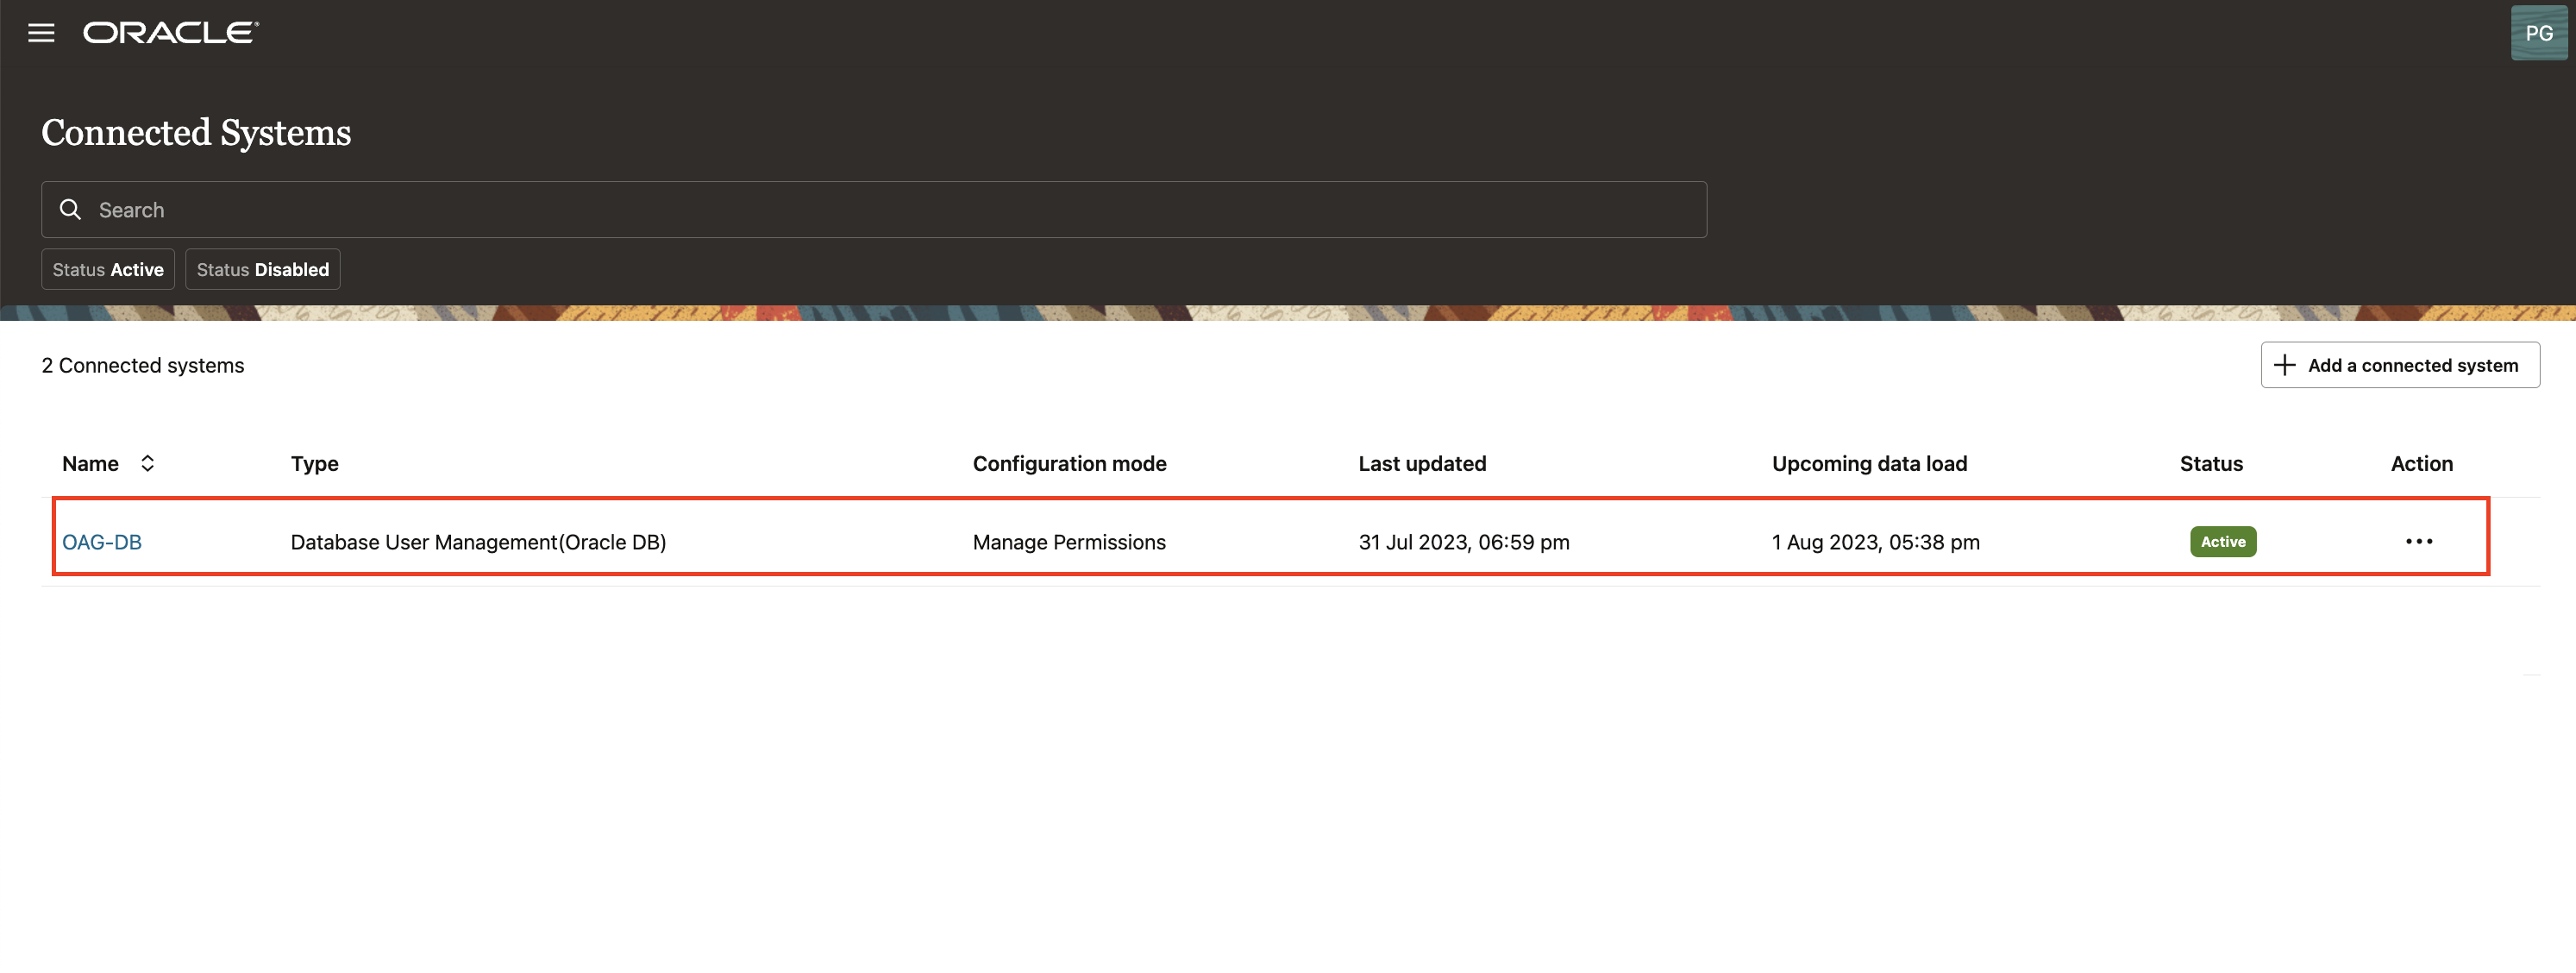 ORACLE
PG
Connected Systems
Search
Status Active Status Disabled
2 Connected systems
Add a connected system
Name Type Configuration mode Last updated Upcoming data load Status Action
OAG-DB Database User Management(Oracle DB) Manage Permissions 31 Jul 2023, 06:59 pm 1 Aug 2023, 05:38 pm Active